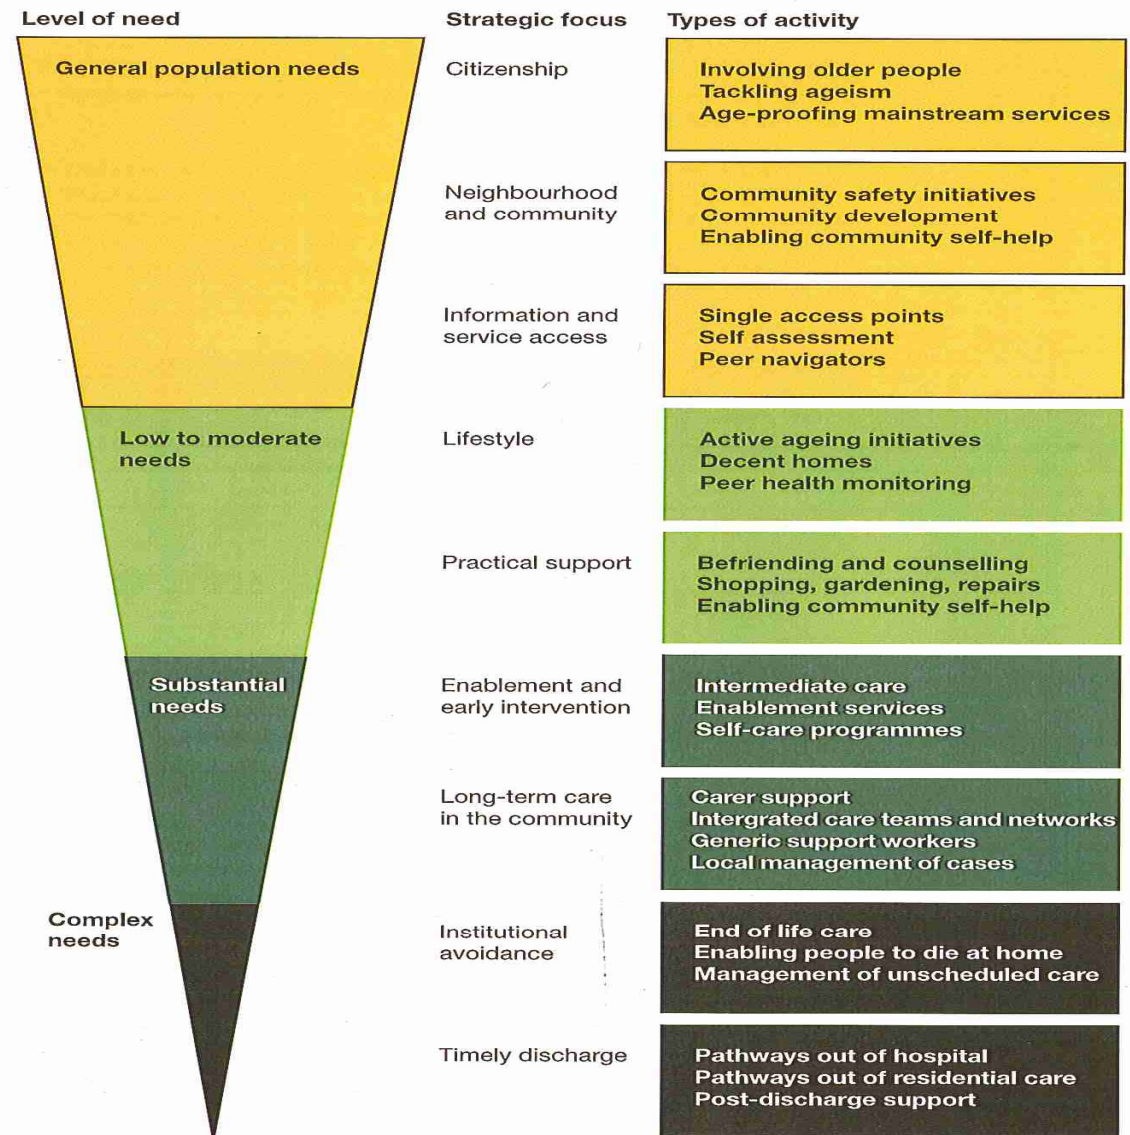 Level of need
Strategic focus
Types of activity
General population needs
Citizenship
Involving older people
Tackling ageism
Age-proofing mainstream services
Neighbourhood
and community
Community safety initiatives
Community development
Enabling community self-help
Information and
service access
Single access points
Self assessment
Peer navigators
Low to moderate
needs
Lifestyle
Active ageing initiatives
Decent homes
Peer health monitoring
Practical support
Befriending and counselling
Shopping, gardening, repairs
Enabling community self-help
Substantial
needs
Enablement and
early intervention
Intermediate care
Enablement services
Self-care programmes
Long-term care
in the community
Carer support
Intergrated care teams and networks
Generic support workers
Local management of cases
Complex
needs
Institutional
avoidance
End of life care
Enabling people to die at home
Management of unscheduled care
Timely discharge
Pathways out of hospital
Pathways out of residential care
Post-discharge support